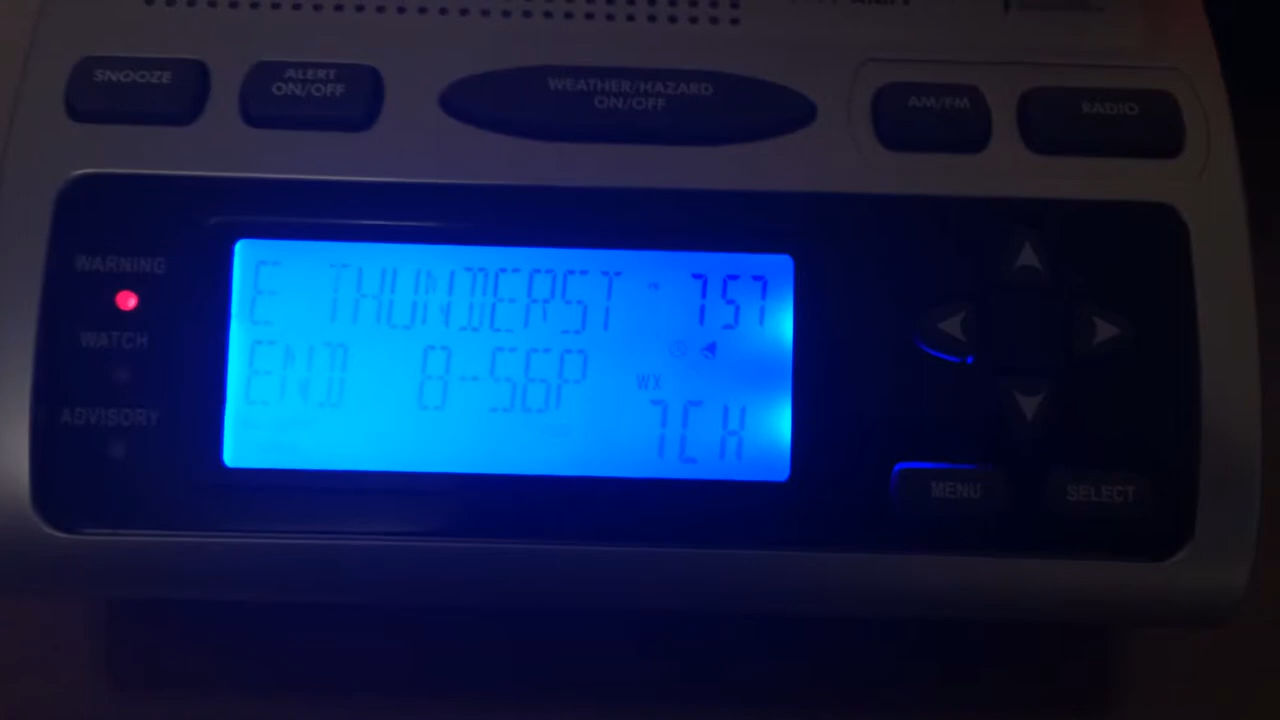 SNOOZE
ALERT
ON/OFF
WEATHER/HAZARD
ON/OFF
AM/FM
RADIO
WARNING
WATCH
ADVISORY
E THUNDERST
757
END 8-56P
WX
7CH
MENU
SELECT